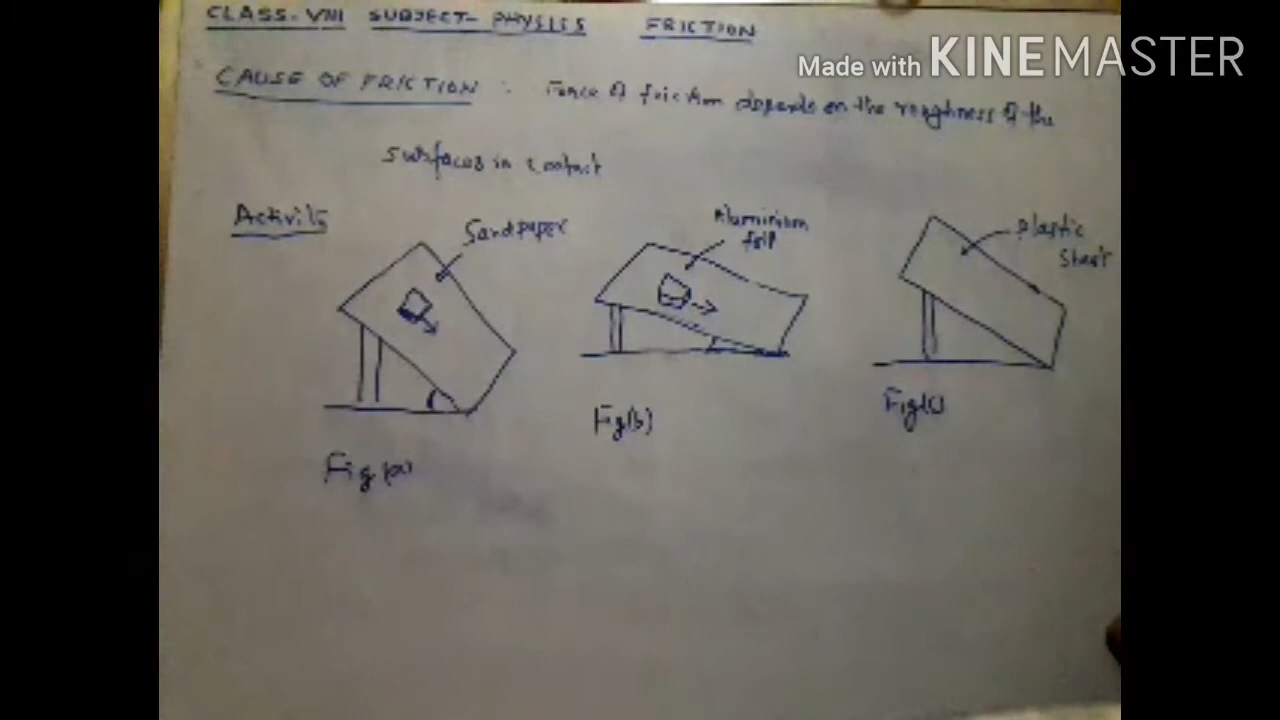 CLASS-VIII SUBJECT- PHYSICS FRICTION
Made with KINEMASTER
CAUSE OF FRICTION : Force of friction depends on the roughness of the
surfaces in contact
Activity
Sandpaper
Aluminium
foil
Plastic
Sheet
Fig(a)
Fig(b)
Fig(c)